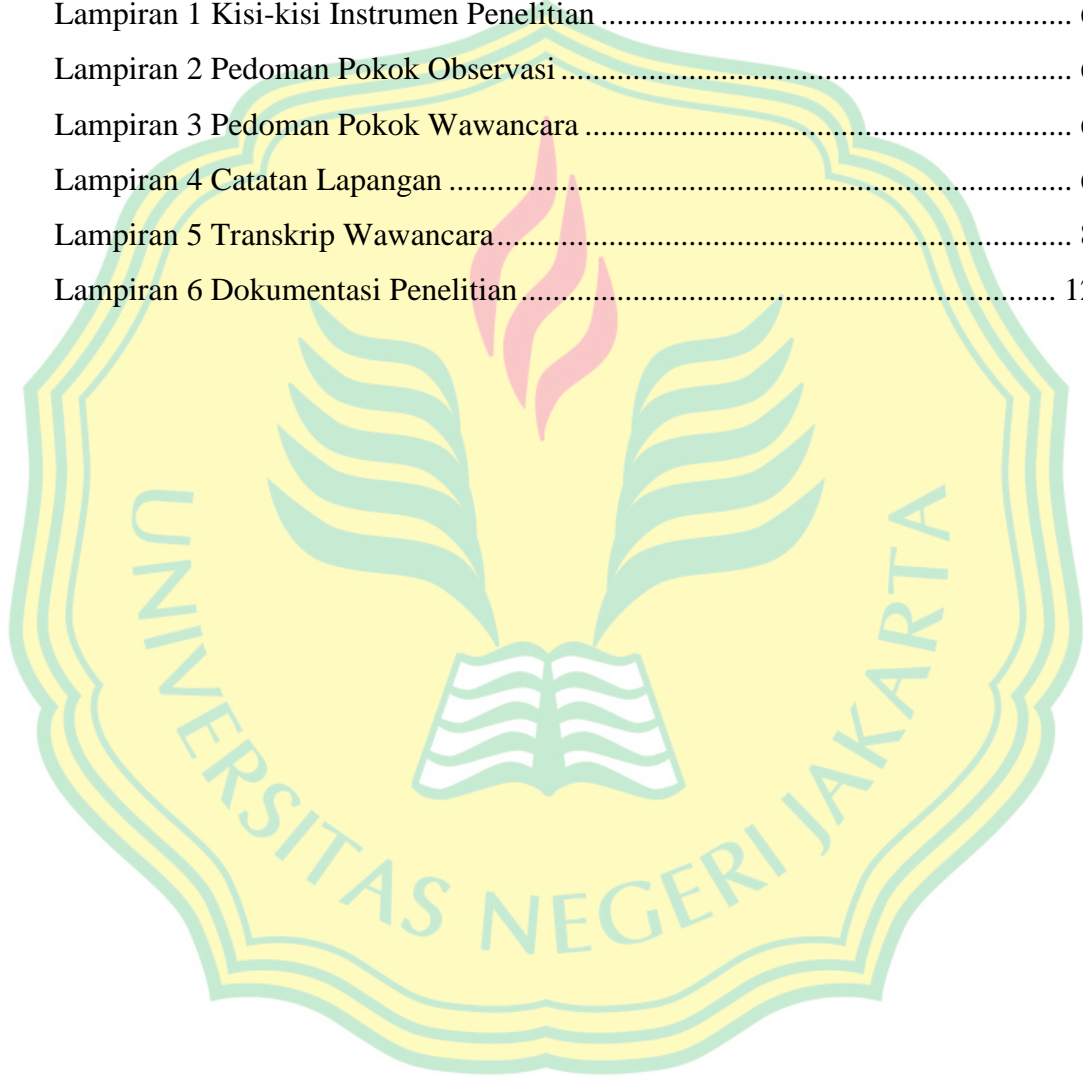 Lampiran 1 Kisi-kisi Instrumen Penelitian ..........................................................
Lampiran 2 Pedoman Pokok Observasi ...............................................................
Lampiran 3 Pedoman Pokok Wawancara ............................................................
Lampiran 4 Catatan Lapangan .............................................................................
Lampiran 5 Transkrip Wawancara.......................................................................
Lampiran 6 Dokumentasi Penelitian...................................................................
UNIVERSITAS NEGERI JAKARTA